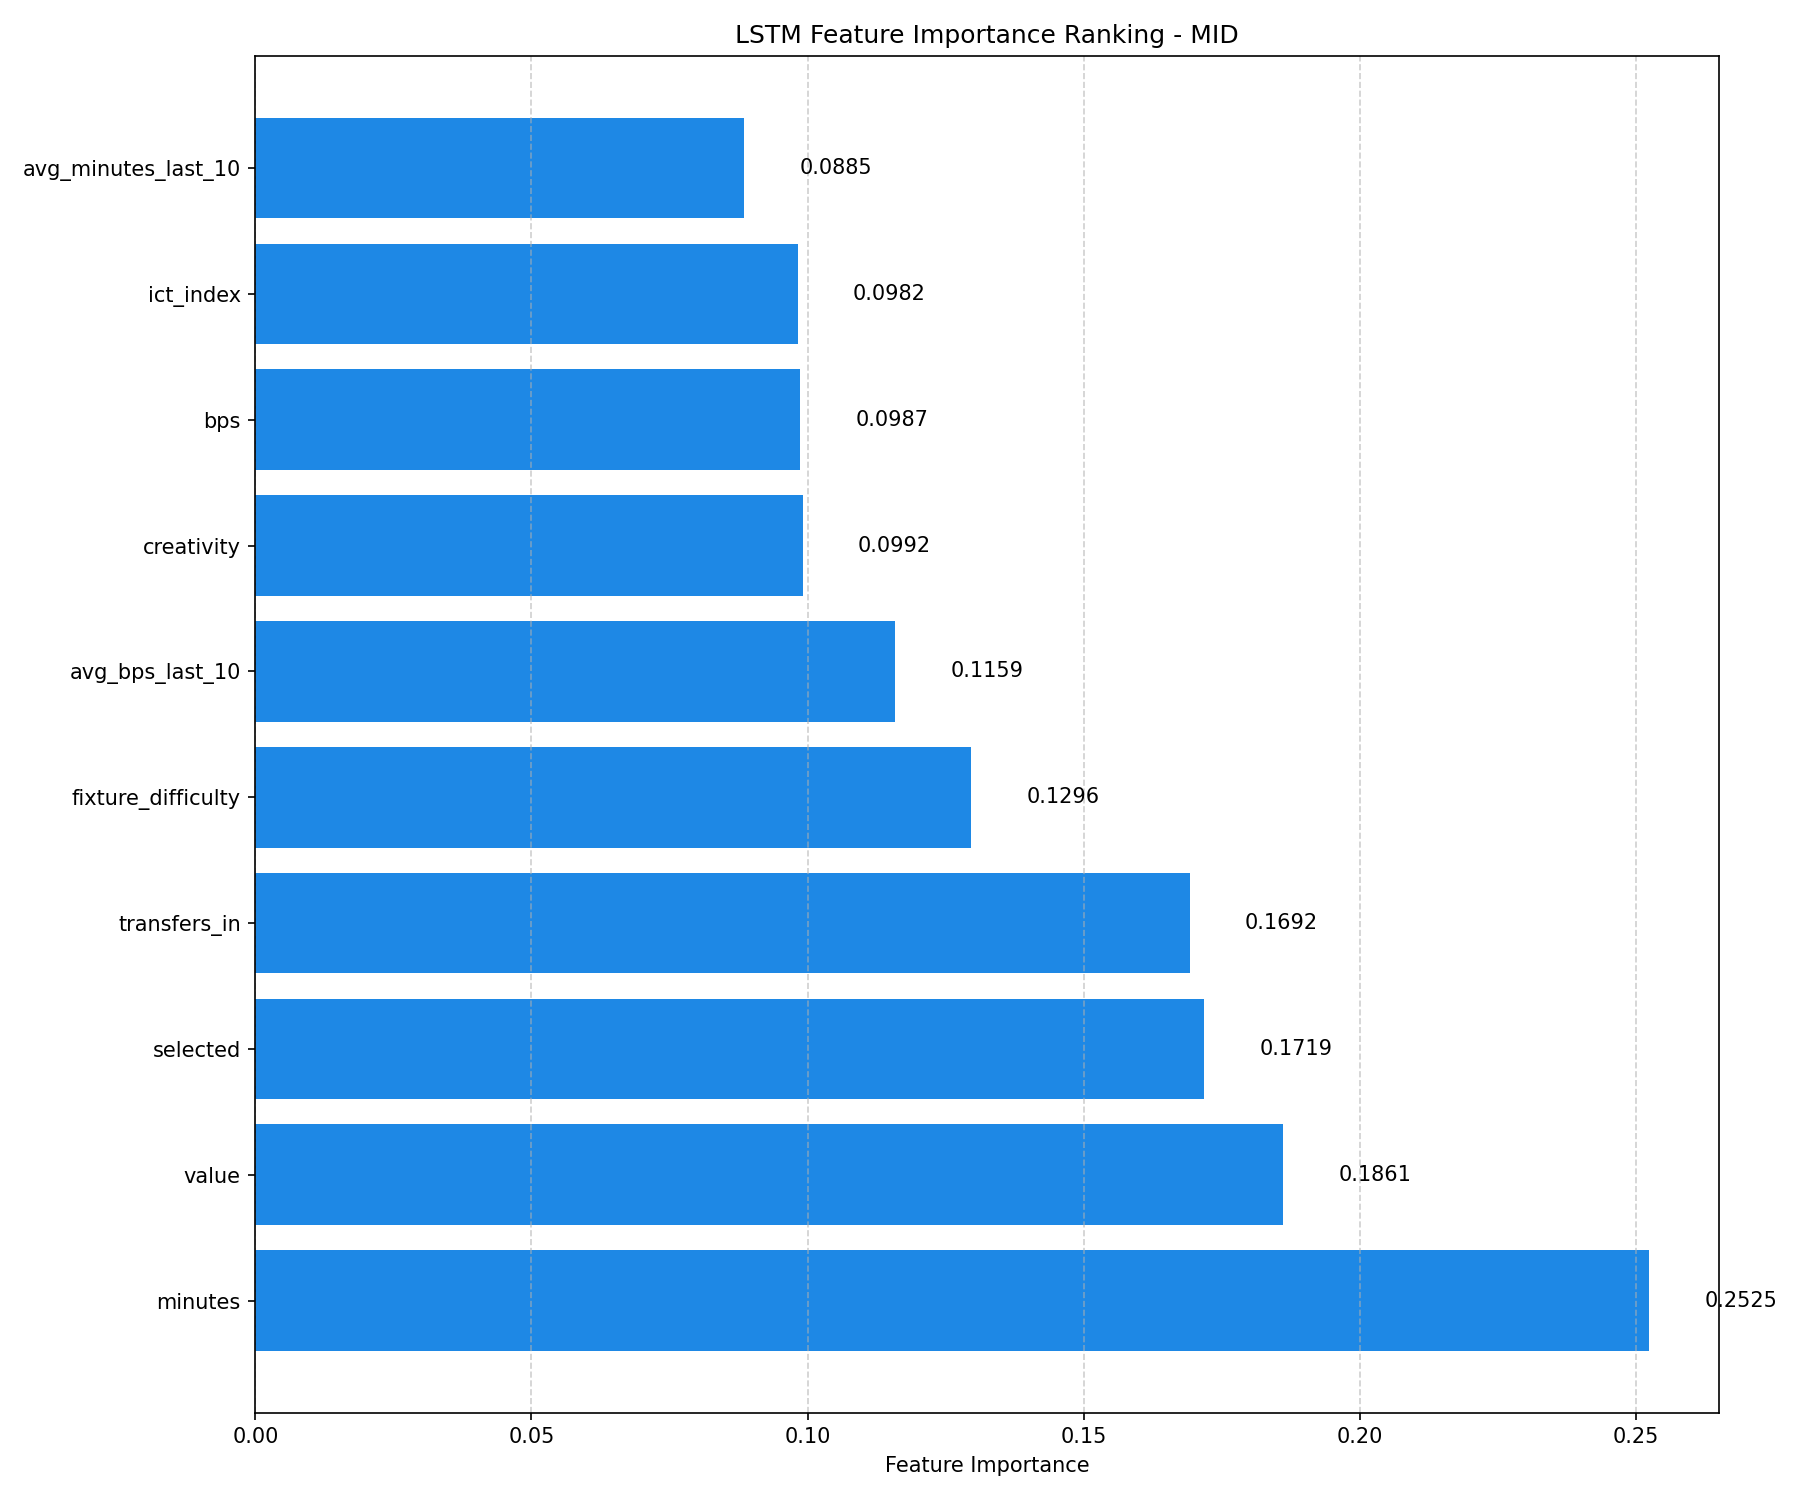 LSTM Feature Importance Ranking - MID
avg_minutes_last_10 0.0885
ict_index 0.0982
bps 0.0987
creativity 0.0992
avg_bps_last_10 0.1159
fixture_difficulty 0.1296
transfers_in 0.1692
selected 0.1719
value 0.1861
minutes 0.2525
0.00 0.05 0.10 0.15 0.20 0.25
Feature Importance